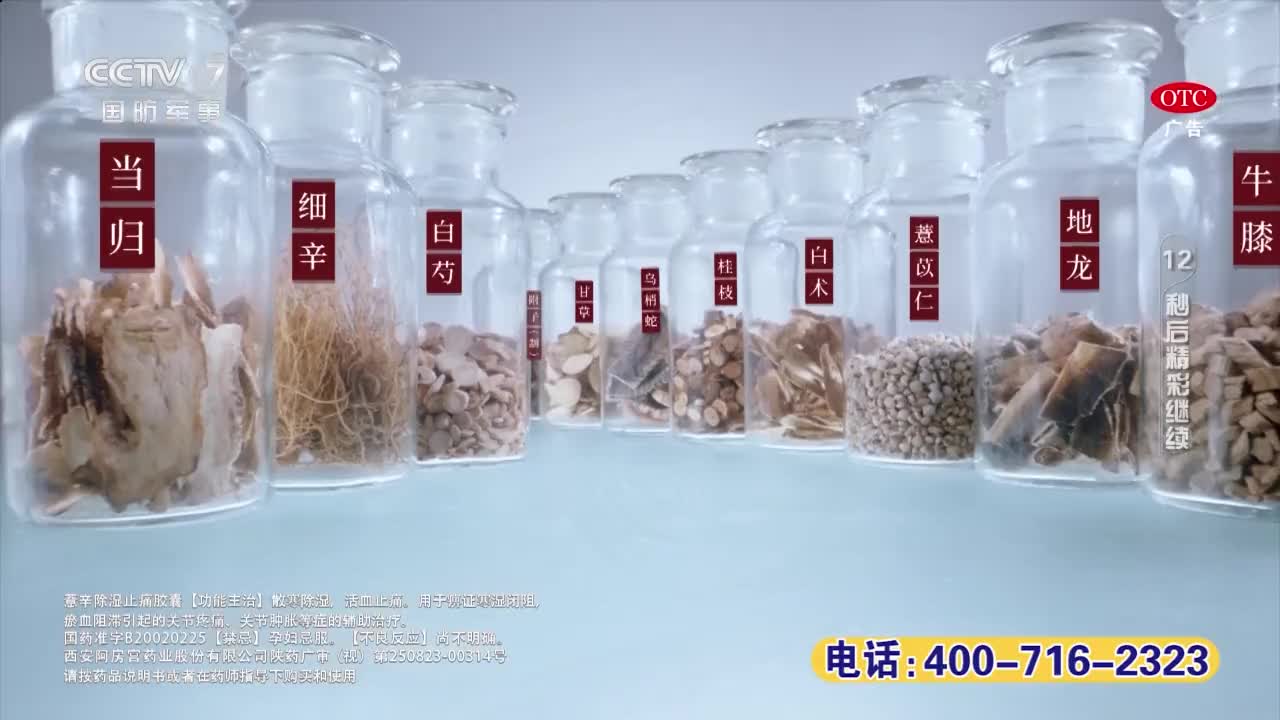 CCTV 7
国防军事
OTC
广告
当归
细辛
白芍
附子(制)
甘草
乌梢蛇
桂枝
白术
薏苡仁
地龙
牛膝
12
秒后精彩继续
薏辛除湿止痛胶囊【功能主治】散寒除湿，活血止痛。用于痹证寒湿闭阻，
瘀血阻滞引起的关节疼痛、关节肿胀等症的辅助治疗。
国药准字B20020225【禁忌】孕妇忌服。【不良反应】尚不明确。
西安阿房宫药业股份有限公司陕药广审（视）第250823-00314号
请按药品说明书或者在药师指导下购买和使用
电话:400-716-2323